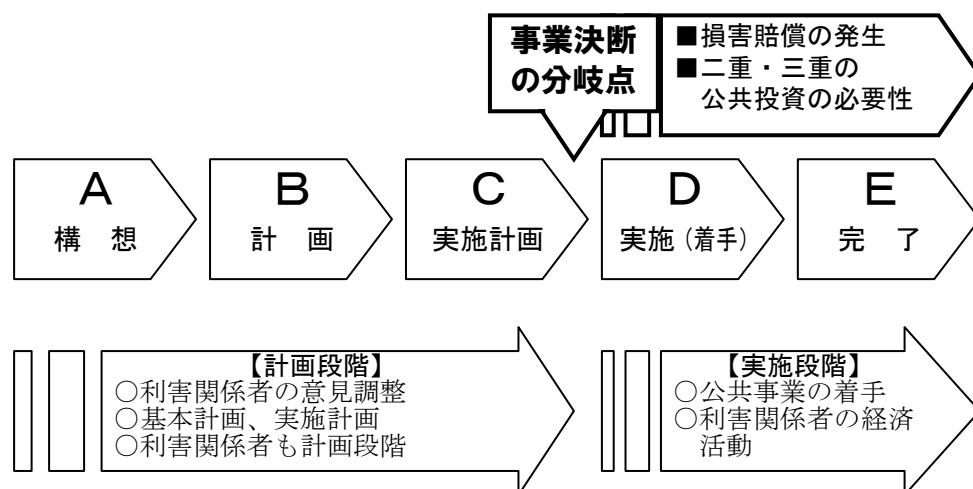 事業決断
の分岐点
■損害賠償の発生
■二重・三重の
公共投資の必要性
A
構 想
B
計 画
C
実施計画
D
実施（着手）
E
完 了
【計画段階】
○利害関係者の意見調整
○基本計画、実施計画
○利害関係者も計画段階
【実施段階】
○公共事業の着手
○利害関係者の経済
活動